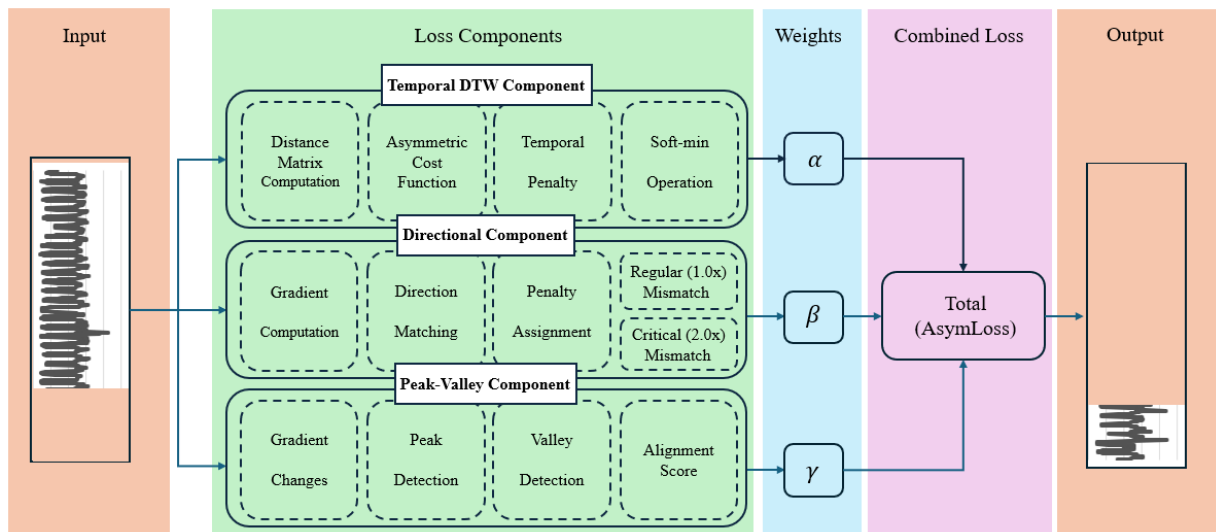 Input
Loss Components
Weights
Combined Loss
Output
Temporal DTW Component
Distance
Matrix
Computation
Asymmetric
Cost
Function
Temporal
Penalty
Soft-min
Operation
α
Directional Component
Gradient
Computation
Direction
Matching
Penalty
Assignment
Regular (1.0x)
Mismatch
Critical (2.0x)
Mismatch
β
Total
(AsymLoss)
Peak-Valley Component
Gradient
Changes
Peak
Detection
Valley
Detection
Alignment
Score
γ